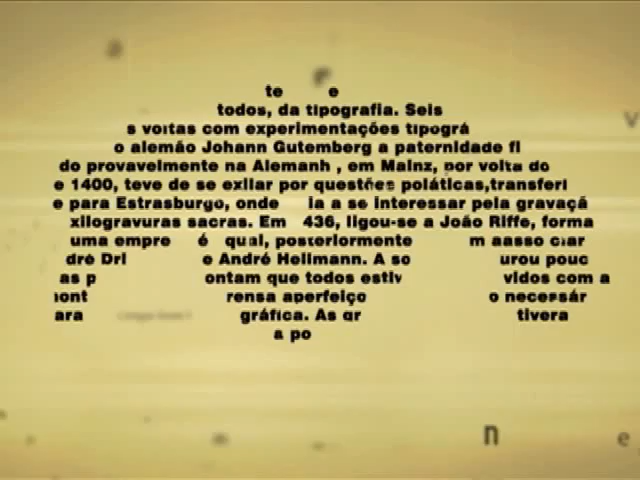 te e
todos, da tipografia. Seis
s voltas com experimentações tipográ
o alemão Johann Gutemberg a paternidade fi
do provavelmente na Alemanh , em Mainz, por volta do
e 1400, teve de se exilar por questões poláticas,transferi
e para Estrasburgo, onde ia a se interessar pela gravaçã
xilogravuras sacras. Em 436, ligou-se a João Riffe, forma
uma empre é qual, posteriormente m aasso ciar
dré Dri e André Heilmann. A so urou pouc
as p ontam que todos estiv vidos com a
mont rensa aperfeiço o necessár
ara gráfica. As gr tivera
a po
v
n
e